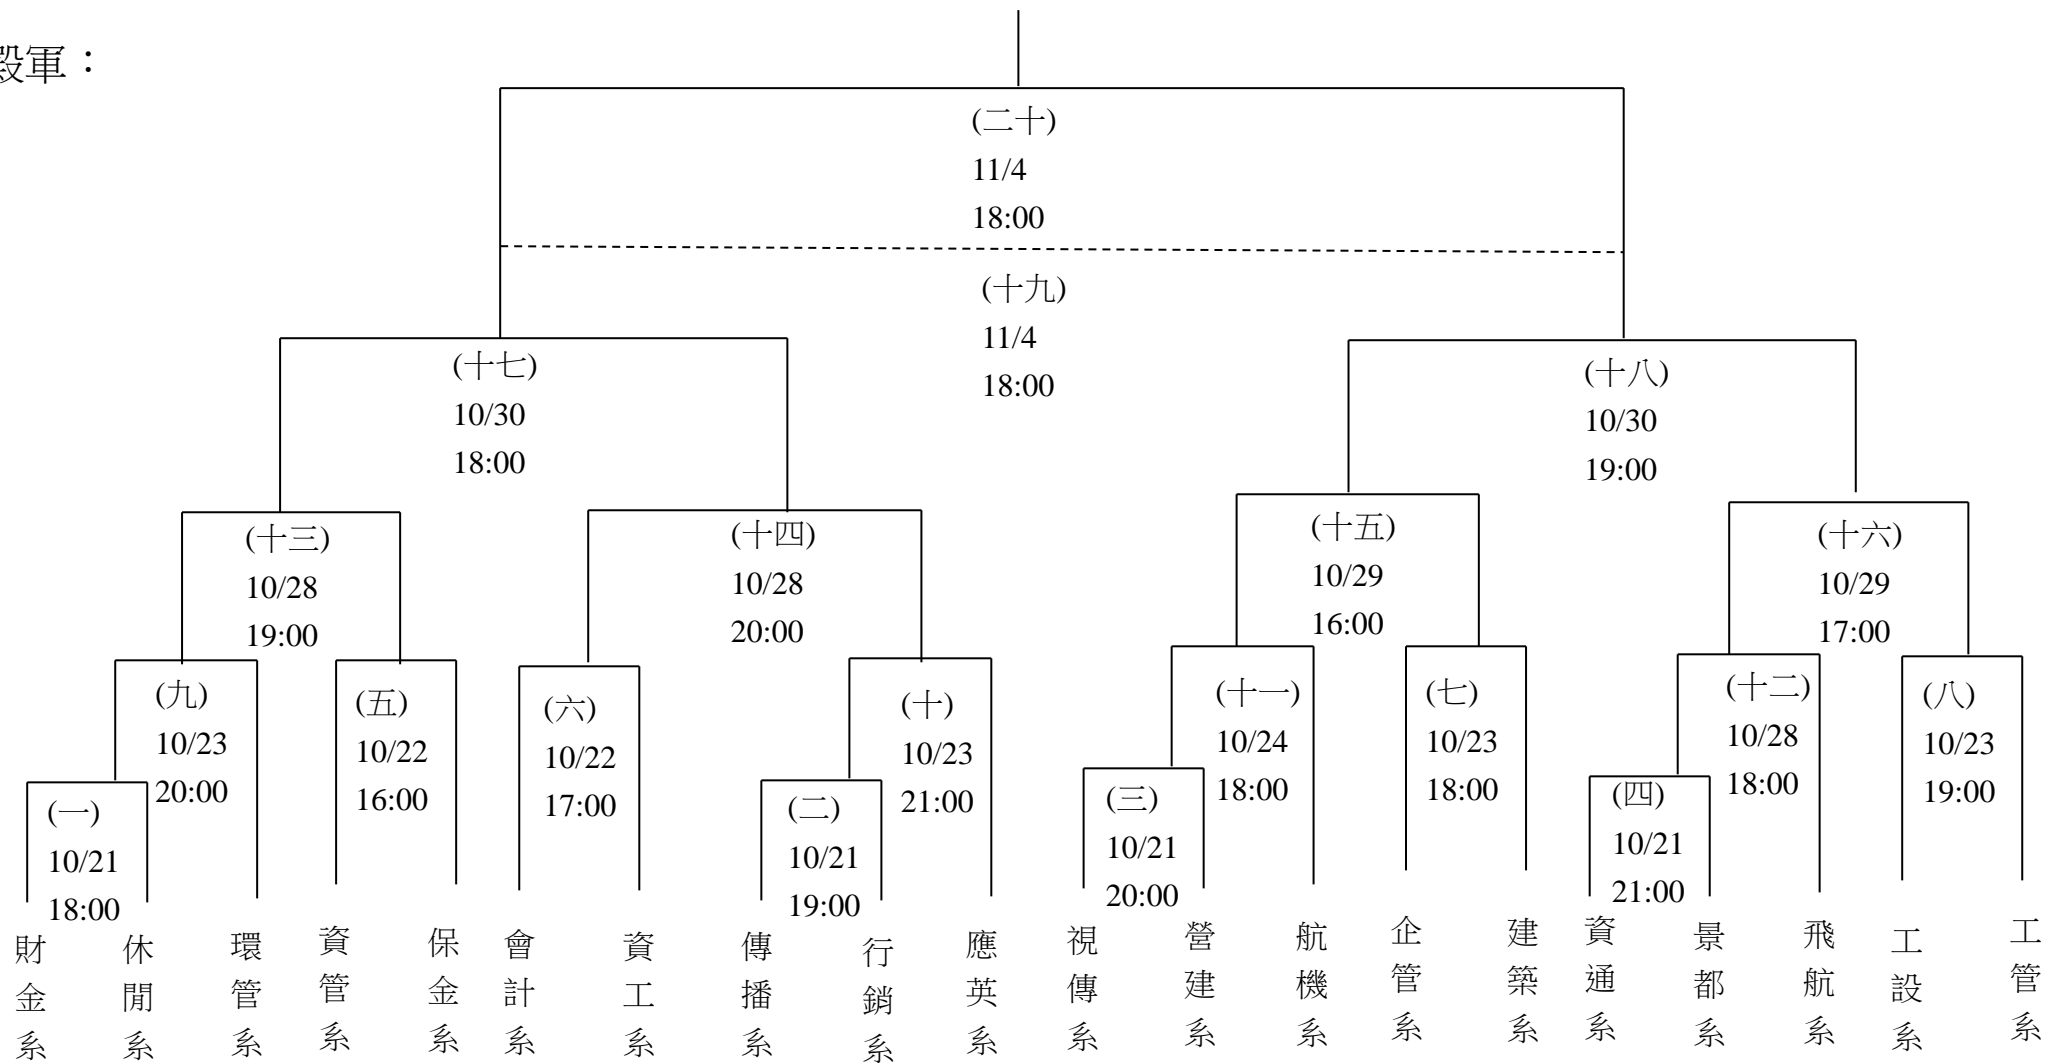 殿軍：
(二十)
11/4
18:00
(十九)
11/4
18:00
(十七)
10/30
18:00
(十八)
10/30
19:00
(十三)
10/28
19:00
(十四)
10/28
20:00
(十五)
10/29
16:00
(十六)
10/29
17:00
(九)
10/23
20:00
(五)
10/22
16:00
(六)
10/22
17:00
(十)
10/23
21:00
(十一)
10/24
18:00
(七)
10/23
18:00
(十二)
10/28
18:00
(八)
10/23
19:00
(一)
10/21
18:00
(二)
10/21
19:00
(三)
10/21
20:00
(四)
10/21
21:00
財金系
休閒系
環管系
資管系
保金系
會計系
資工系
傳播系
行銷系
應英系
視傳系
營建系
航機系
企管系
建築系
資通系
景都系
飛航系
工設系
工管系